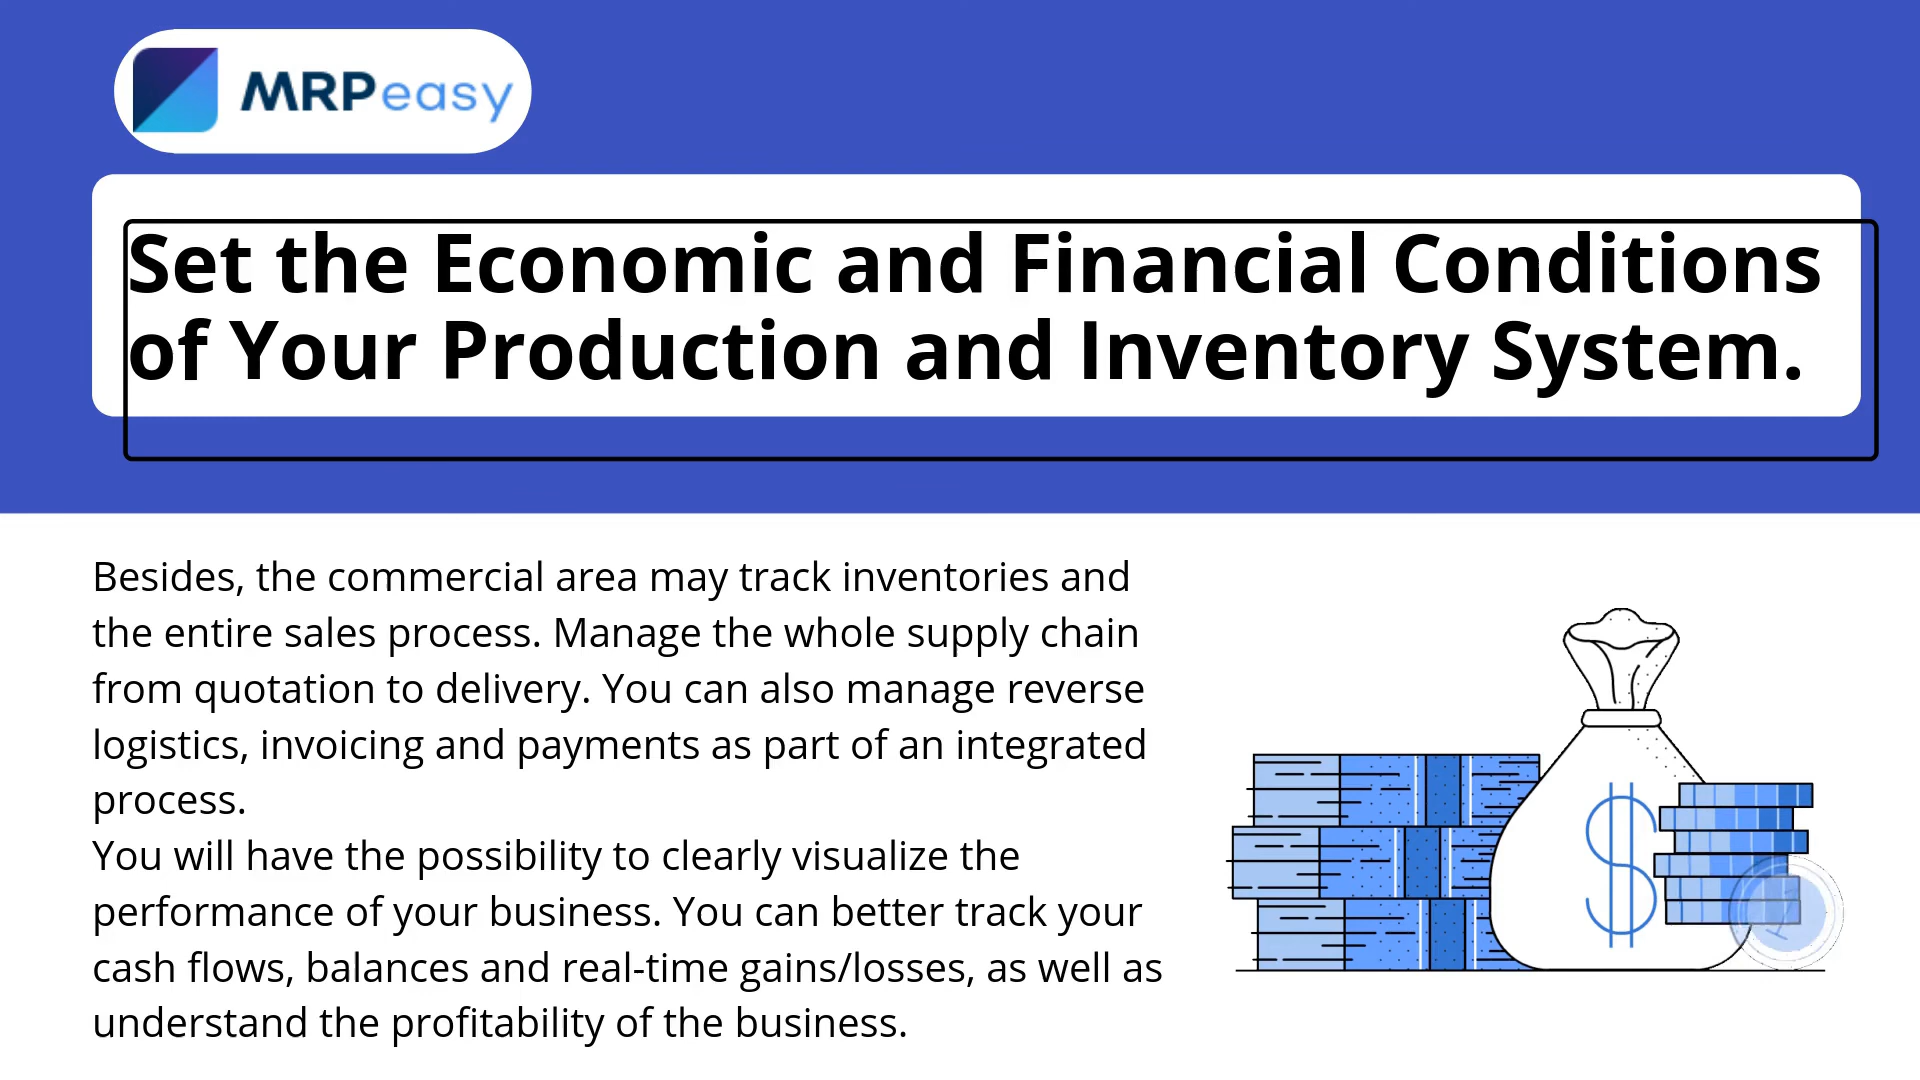 MRPeasy
Set the Economic and Financial Conditions
of Your Production and Inventory System.
Besides, the commercial area may track inventories and
the entire sales process. Manage the whole supply chain
from quotation to delivery. You can also manage reverse
logistics, invoicing and payments as part of an integrated
process.
You will have the possibility to clearly visualize the
performance of your business. You can better track your
cash flows, balances and real-time gains/losses, as well as
understand the profitability of the business.
$